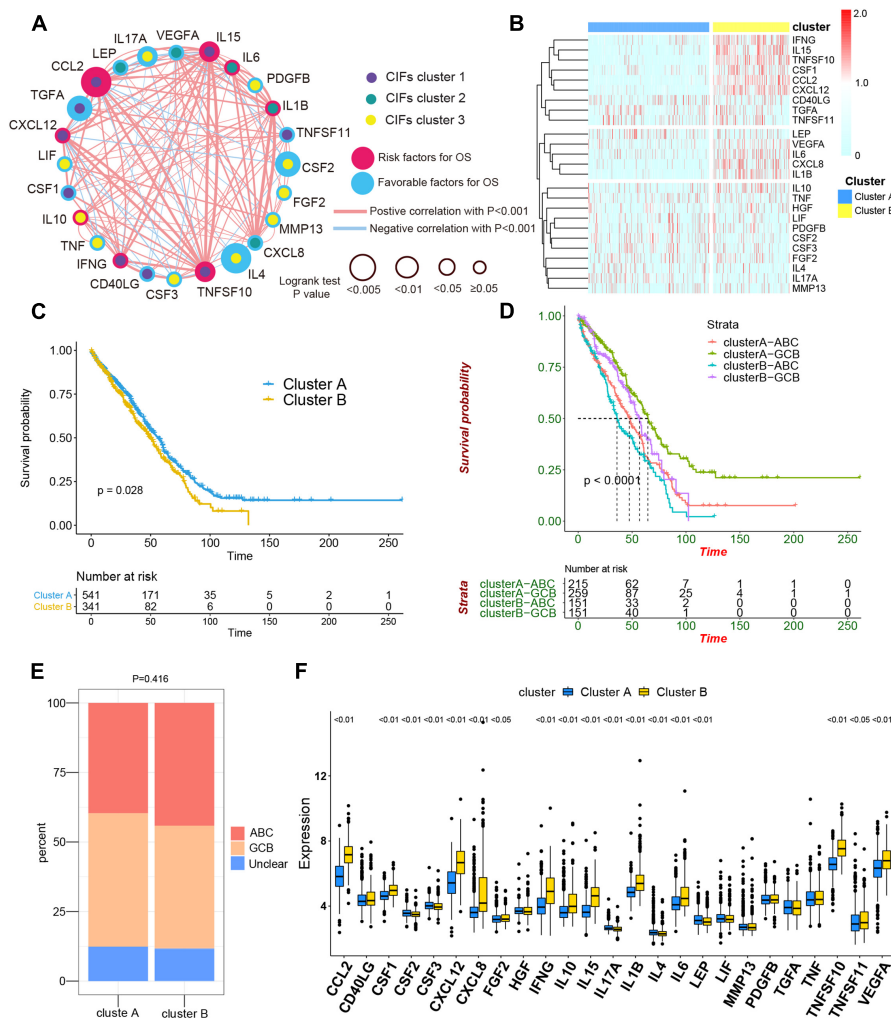 A
IL17A
VEGFA
IL15
LEP
IL6
CCL2
PDGFB
TGFA
IL1B
CXCL12
TNFSF11
LIF
CSF2
CSF1
FGF2
IL10
MMP13
TNF
CXCL8
IFNG
IL4
CD40LG
CSF3
TNFSF10
CIFs cluster 1
CIFs cluster 2
CIFs cluster 3
Risk factors for OS
Favorable factors for OS
Postive correlation with P<0.001
Negative correlation with P<0.001
Logrank test
P value
<0.005 <0.01 <0.05 ≥0.05
B
cluster
IFNG
IL15
TNFSF10
CSF1
CCL2
CXCL12
CD40LG
TGFA
TNFSF11
LEP
VEGFA
IL6
CXCL8
IL1B
IL10
TNF
HGF
LIF
PDGFB
CSF2
CSF3
FGF2
IL4
IL17A
MMP13
2.0
1.0
0
Cluster
Cluster A
Cluster B
C
Survival probability
1.00
0.75
0.50
0.25
0.00
Cluster A
Cluster B
p = 0.028
0 50 100 150 200 250
Time
Number at risk
Cluster A 541 171 35 5 2 1
Cluster B 341 82 6 0 0 0
0 50 100 150 200 250
Time
D
Survival probability
1.00
0.75
0.50
0.25
0.00
Strata
clusterA-ABC
clusterA-GCB
clusterB-ABC
clusterB-GCB
p < 0.0001
0 50 100 150 200 250
Time
Number at risk
Strata
clusterA-ABC 215 62 7 1 1 0
clusterA-GCB 259 87 25 4 1 1
clusterB-ABC 151 33 2 0 0 0
clusterB-GCB 151 40 1 0 0 0
0 50 100 150 200 250
Time
E
P=0.416
percent
100
75
50
25
0
cluste A cluster B
ABC
GCB
Unclear
F
cluster Cluster A Cluster B
<0.01 <0.01 <0.01 <0.01 <0.01 <0.01 <0.05 <0.01 <0.01 <0.01 <0.01 <0.01 <0.01 <0.01 <0.01 <0.01 <0.05 <0.01
Expression
12
8
4
CCL2
CD40LG
CSF1
CSF2
CSF3
CXCL12
CXCL8
FGF2
HGF
IFNG
IL10
IL15
IL17A
IL1B
IL4
IL6
LEP
LIF
MMP13
PDGFB
TGFA
TNF
TNFSF10
TNFSF11
VEGFA